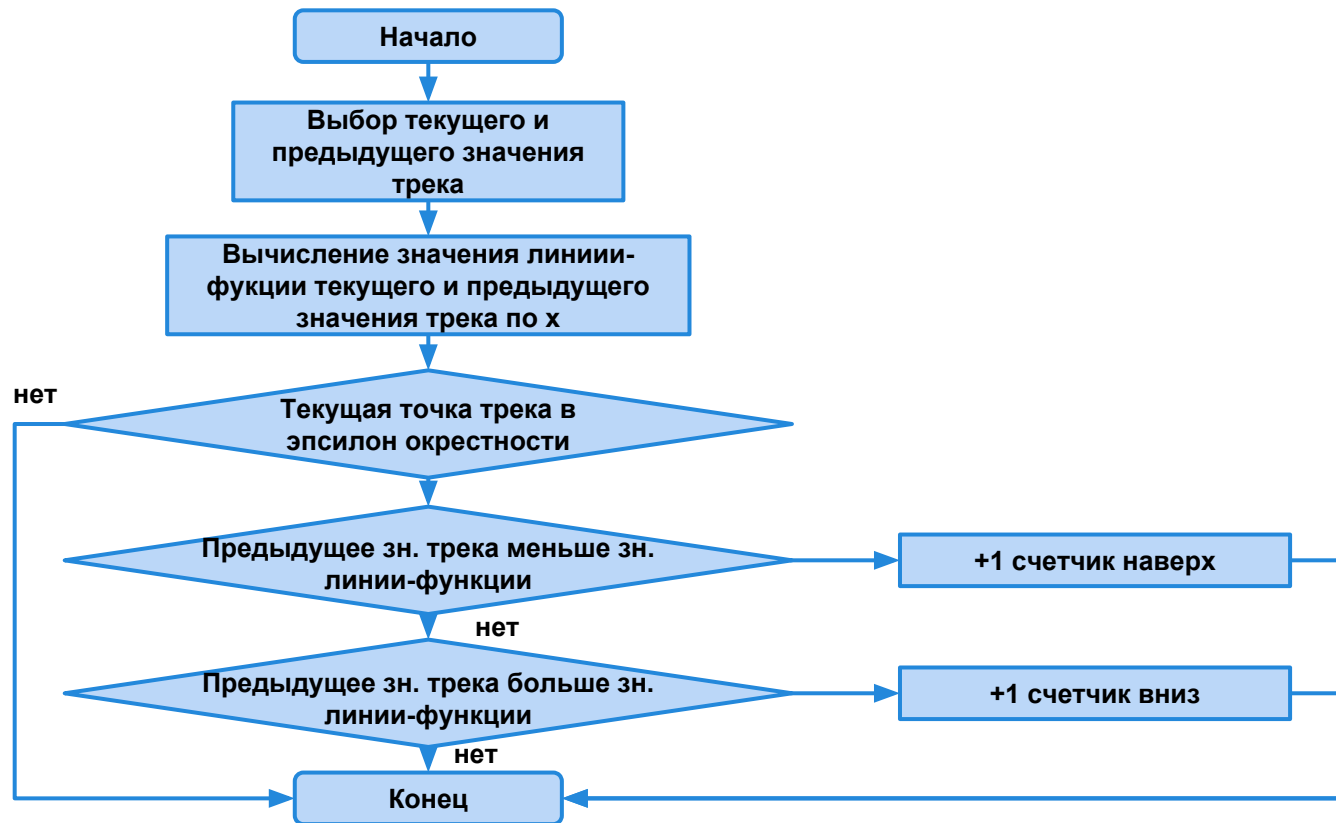 Начало
Выбор текущего и
предыдущего значения
трека
Вычисление значения линиии-
фукции текущего и предыдущего
значения трека по x
нет
Текущая точка трека в
эпсилон окрестности
Предыдущее зн. трека меньше зн.
линии-функции
+1 счетчик наверх
нет
Предыдущее зн. трека больше зн.
линии-функции
+1 счетчик вниз
нет
Конец